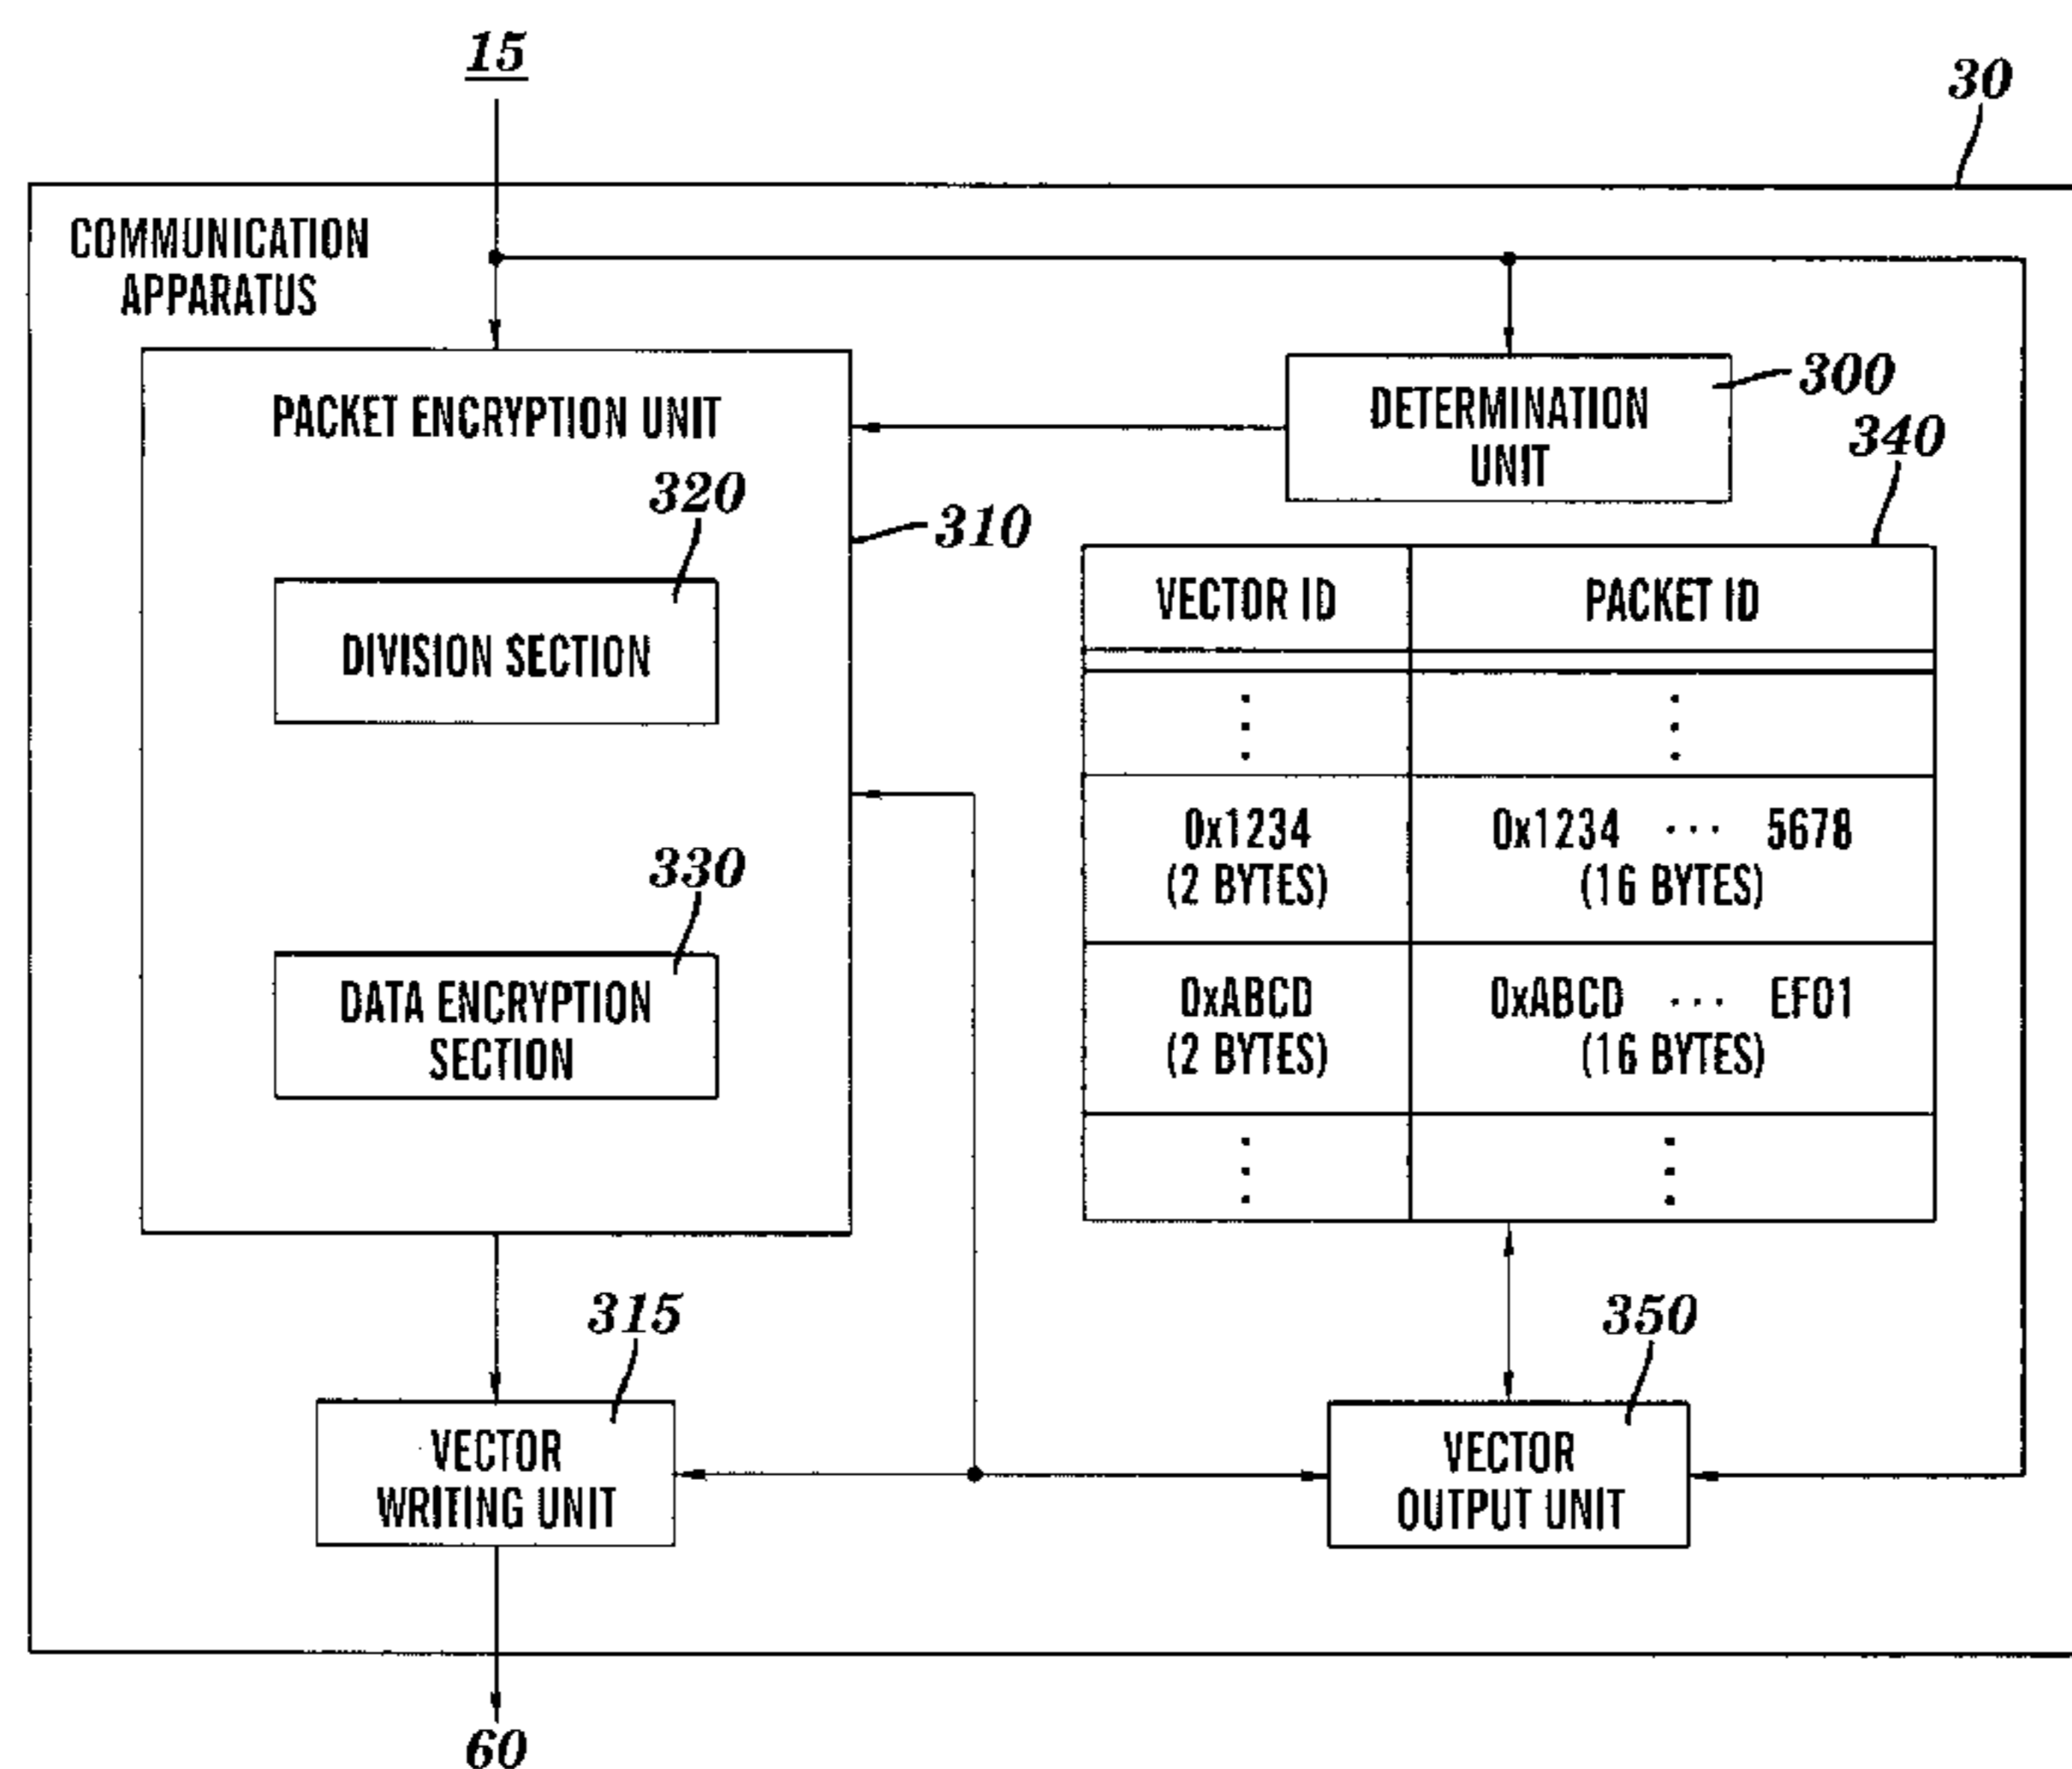 15
30
COMMUNICATION
APPARATUS
PACKET ENCRYPTION UNIT
DETERMINATION
UNIT
300
340
320
310
DIVISION SECTION
VECTOR ID
PACKET ID
0x1234
(2 BYTES)
0x1234 ··· 5678
(16 BYTES)
330
DATA ENCRYPTION
SECTION
0xABCD
(2 BYTES)
0xABCD ··· EF01
(16 BYTES)
315
350
VECTOR
WRITING UNIT
VECTOR
OUTPUT UNIT
60